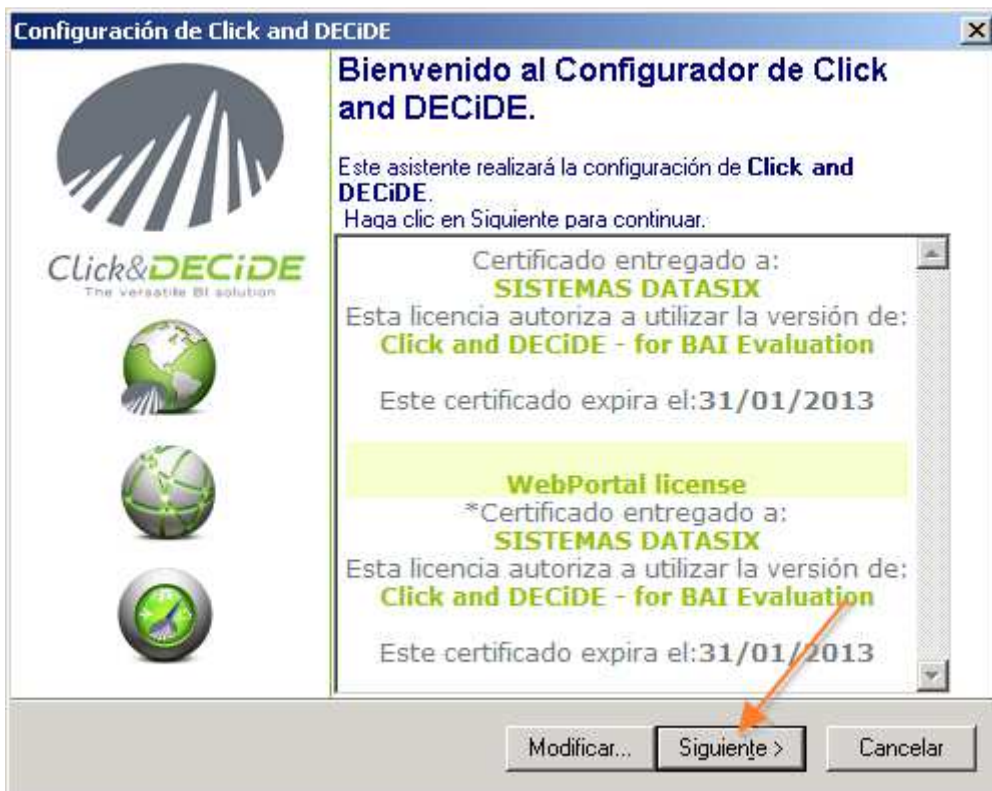 Configuración de Click and DECiDE
Bienvenido al Configurador de Click
and DECiDE.
Este asistente realizará la configuración de Click and
DECiDE.
Haga clic en Siguiente para continuar.
Click&DECiDE
The versatile BI solution
Certificado entregado a:
SISTEMAS DATASIX
Esta licencia autoriza a utilizar la versión de:
Click and DECiDE - for BAI Evaluation
Este certificado expira el:31/01/2013
WebPortal license
*Certificado entregado a:
SISTEMAS DATASIX
Esta licencia autoriza a utilizar la versión de:
Click and DECiDE - for BAI Evaluation
Este certificado expira el:31/01/2013
Modificar...
Siguiente >
Cancelar